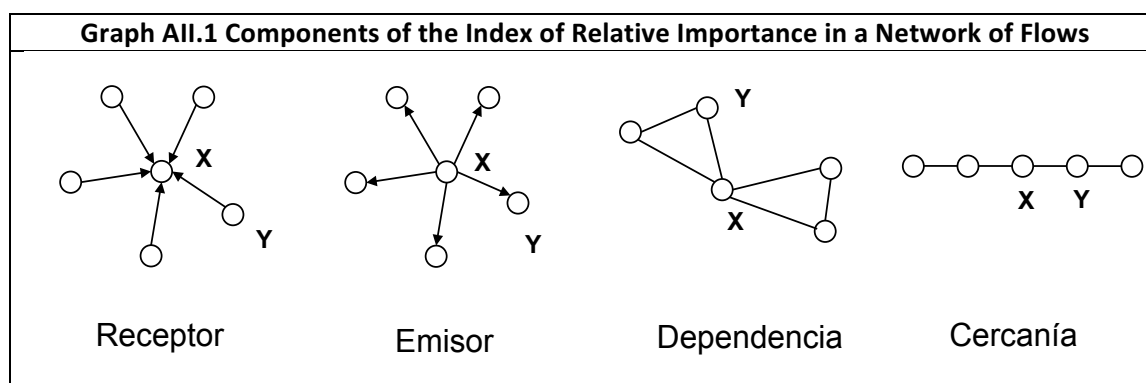 Graph AII.1 Components of the Index of Relative Importance in a Network of Flows
X
Y
Receptor
X
Y
Emisor
Y
X
Dependencia
X Y
Cercanía